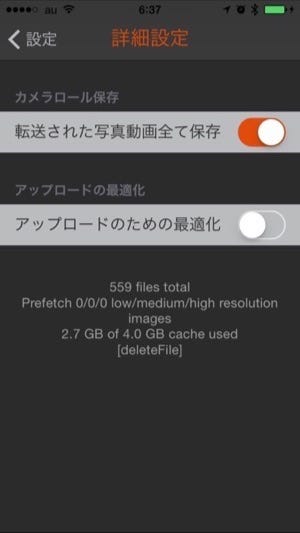 au 6:37
設定 詳細設定
カメラロール保存
転送された写真動画全て保存
アップロードの最適化
アップロードのための最適化
559 files total
Prefetch 0/0/0 low/medium/high resolution
images
2.7 GB of 4.0 GB cache used
[deleteFile]